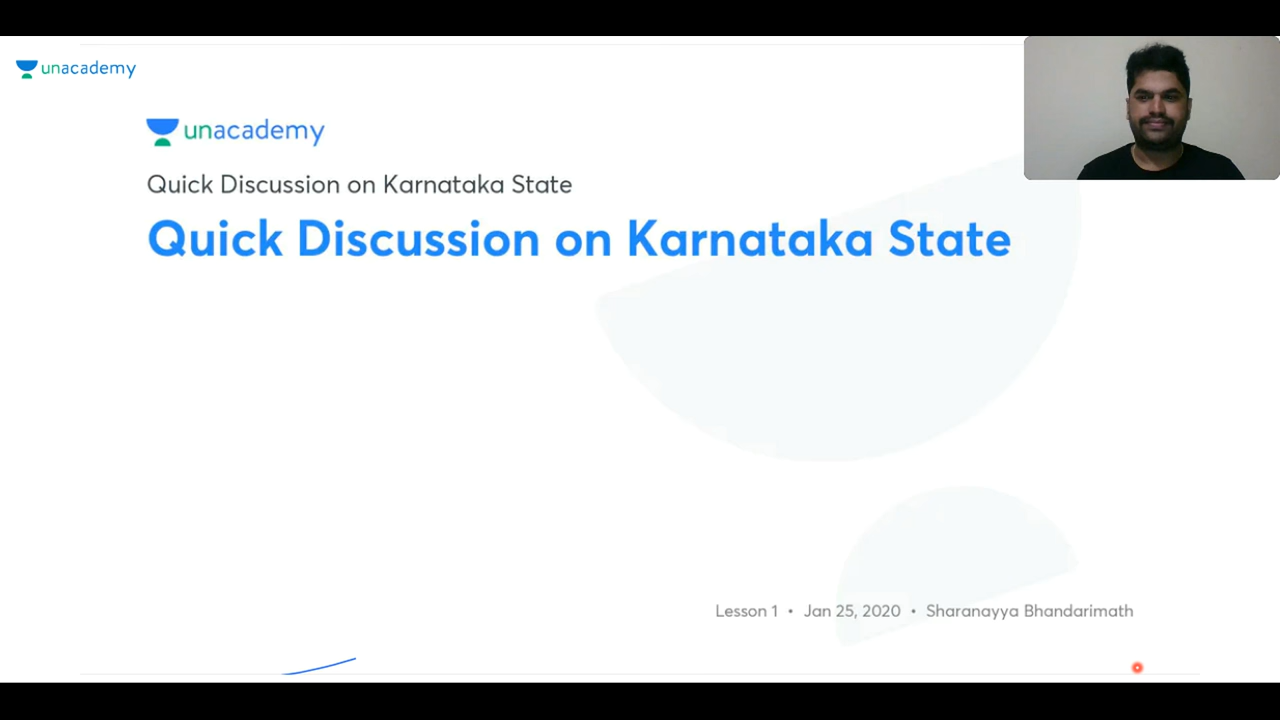 unacademy
unacademy
Quick Discussion on Karnataka State
Quick Discussion on Karnataka State
Lesson 1 • Jan 25, 2020 • Sharanayya Bhandarimath